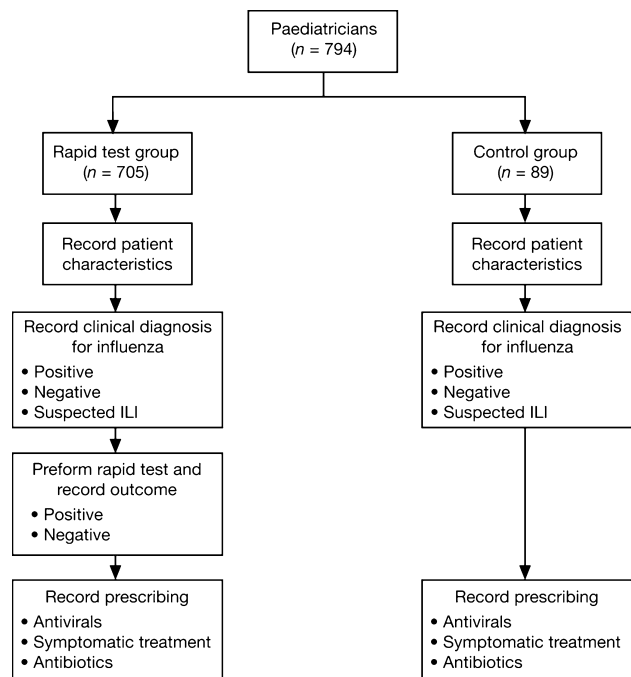 Paediatricians
(n = 794)
Rapid test group
(n = 705)
Record patient
characteristics
Record clinical diagnosis
for influenza
• Positive
• Negative
• Suspected ILI
Preform rapid test and
record outcome
• Positive
• Negative
Record prescribing
• Antivirals
• Symptomatic treatment
• Antibiotics
Control group
(n = 89)
Record patient
characteristics
Record clinical diagnosis
for influenza
• Positive
• Negative
• Suspected ILI
Record prescribing
• Antivirals
• Symptomatic treatment
• Antibiotics